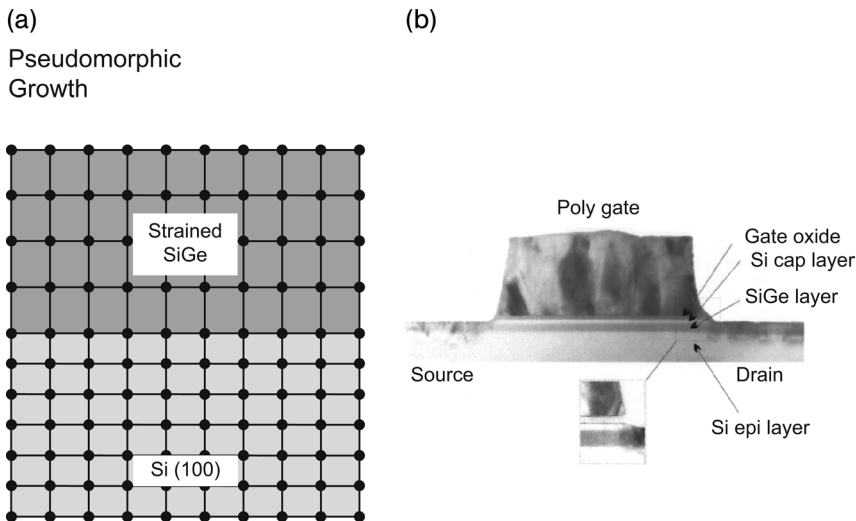 (a)
Pseudomorphic
Growth
Strained
SiGe
Si (100)
(b)
Poly gate
Gate oxide
Si cap layer
SiGe layer
Source
Drain
Si epi layer